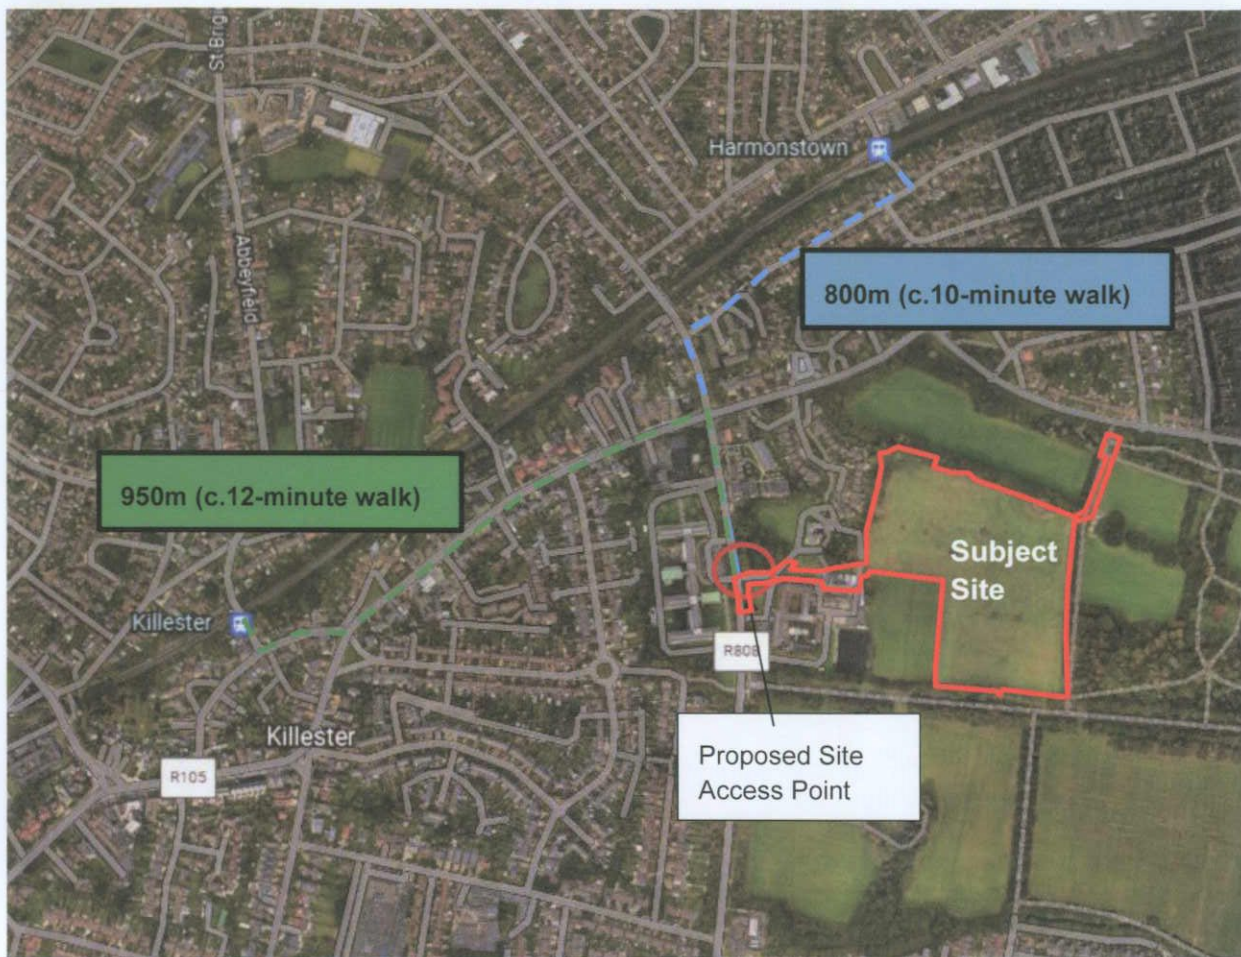 St Brig
Harmonstown
Abbeyfield
800m (c.10-minute walk)
950m (c.12-minute walk)
Subject
Site
Killester
R808
Killester
Proposed Site
Access Point
R105